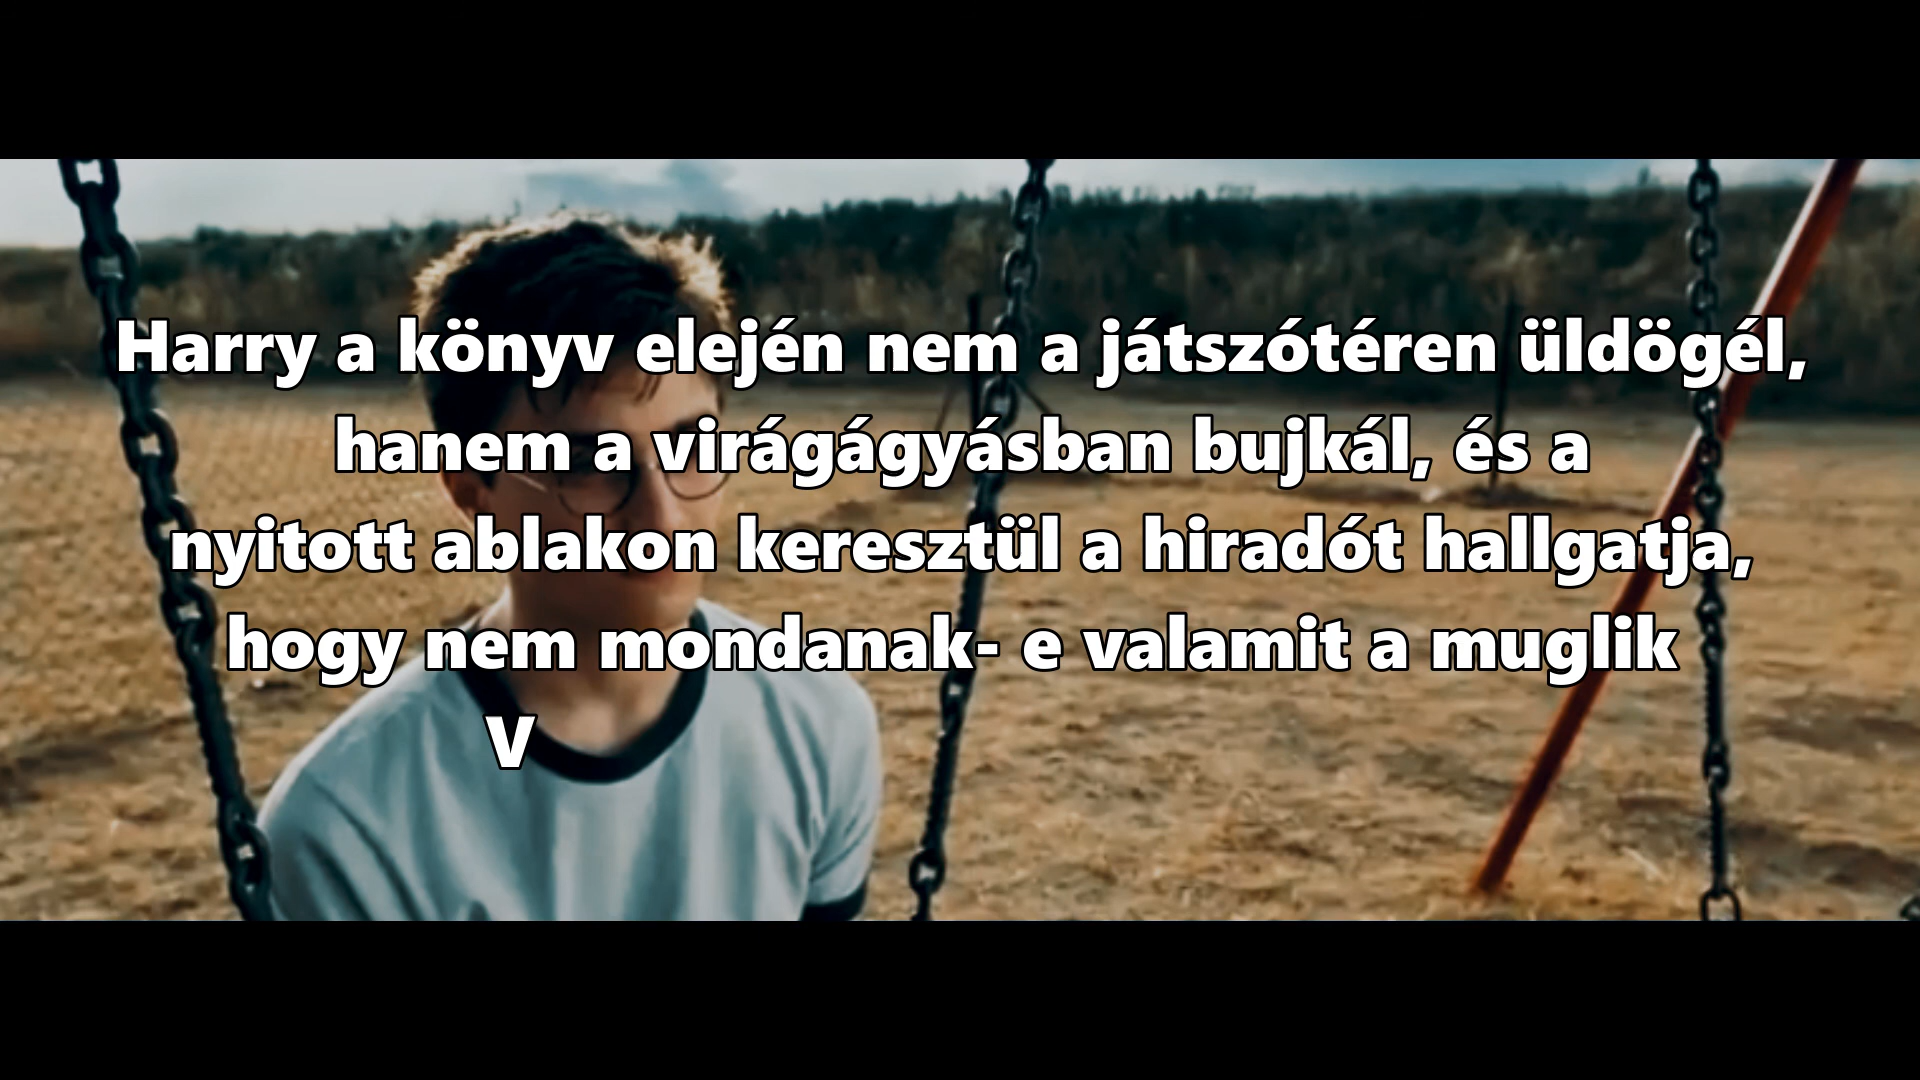 Harry a könyv elején nem a játszótéren üldögél,
hanem a virágágyásban bujkál, és a
nyitott ablakon keresztül a hiradót hallgatja,
hogy nem mondanak- e valamit a muglik
V